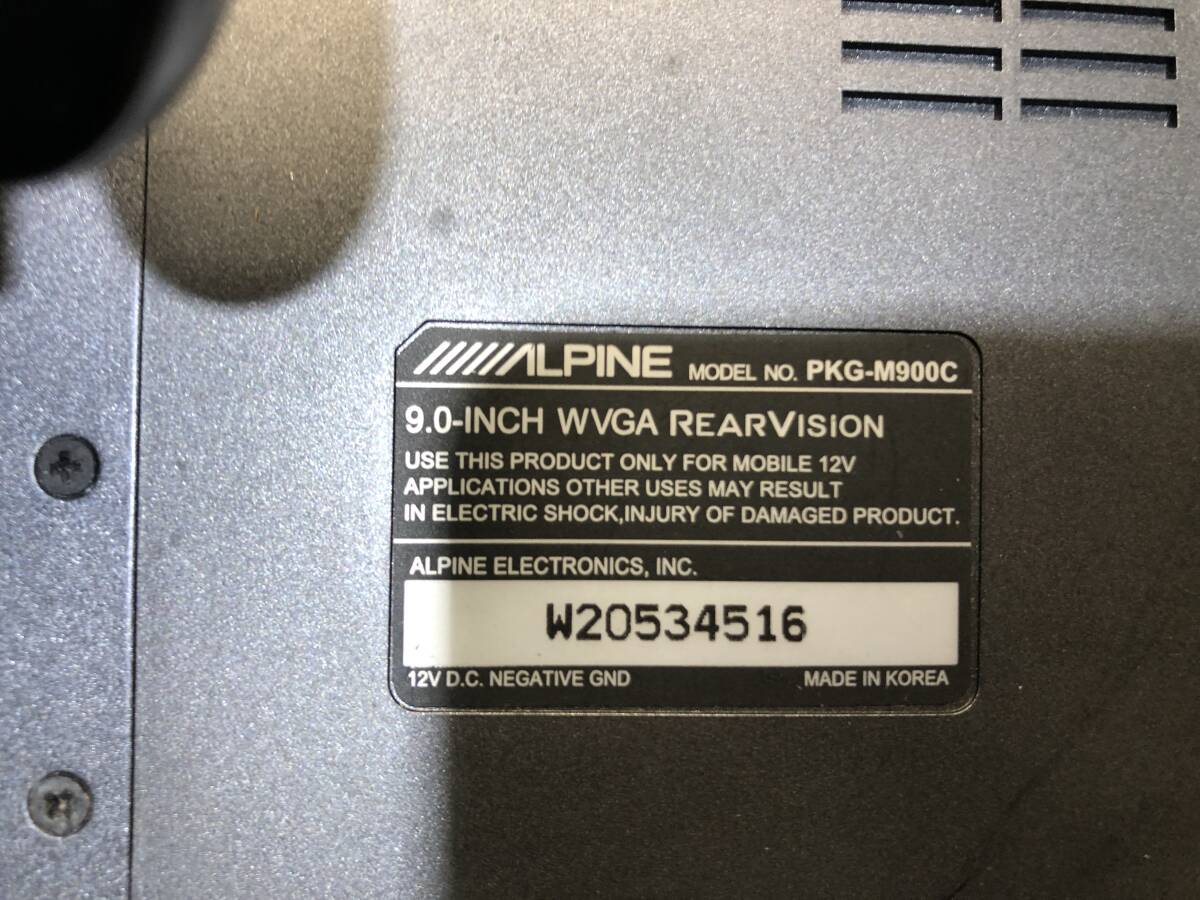 ALPINE MODEL NO. PKG-M900C
9.0-INCH WVGA REARVISION
USE THIS PRODUCT ONLY FOR MOBILE 12V
APPLICATIONS OTHER USES MAY RESULT
IN ELECTRIC SHOCK,INJURY OF DAMAGED PRODUCT.
ALPINE ELECTRONICS, INC.
W20534516
12V D.C. NEGATIVE GND MADE IN KOREA